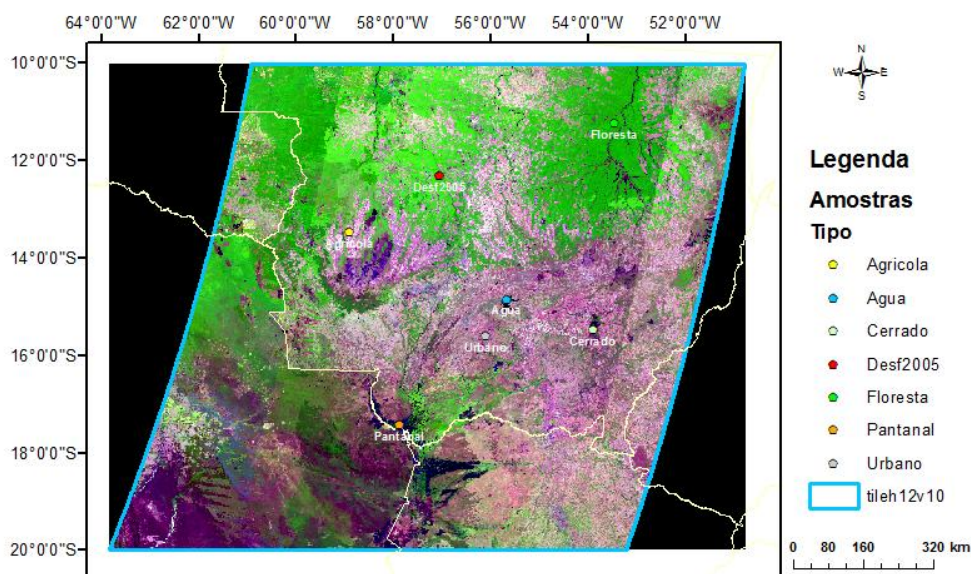 64°0'0"W 62°0'0"W 60°0'0"W 58°0'0"W 56°0'0"W 54°0'0"W 52°0'0"W
10°0'0"S
12°0'0"S
14°0'0"S
16°0'0"S
18°0'0"S
20°0'0"S
Floresta
Desf2005
Agricola
Agua
Urbano
Cerrado
Pantanal
N
W E
S
Legenda
Amostras
Tipo
Agricola
Agua
Cerrado
Desf2005
Floresta
Pantanal
Urbano
tileh12v10
0 80 160 320 km